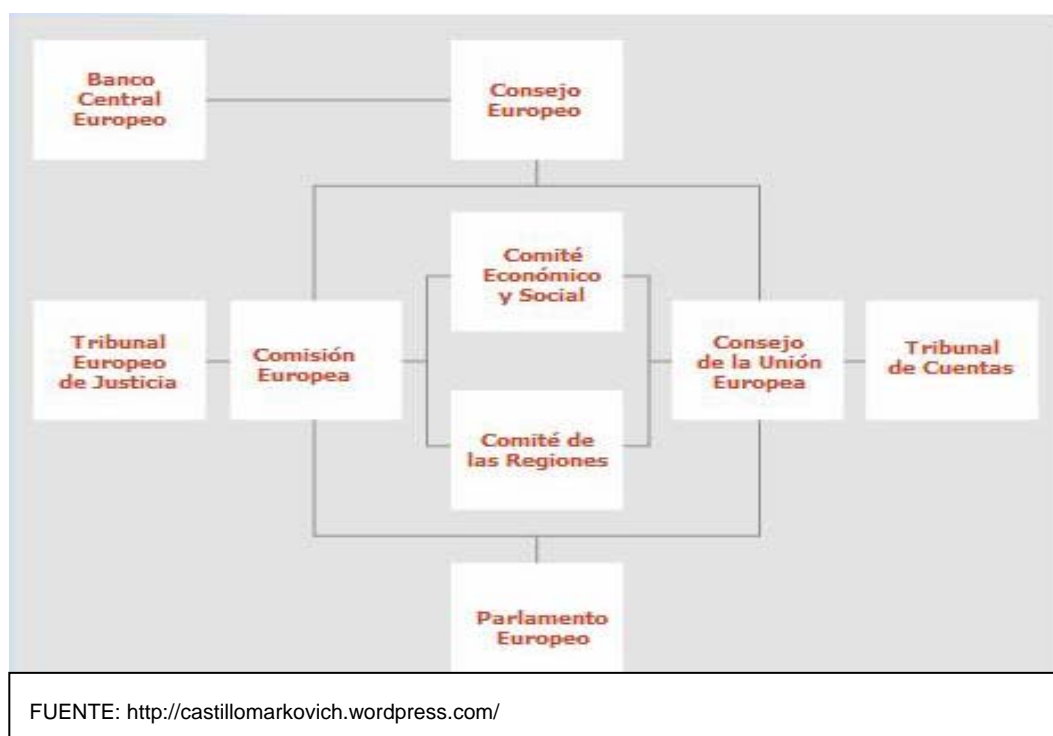 Banco
Central
Europeo
Consejo
Europeo
Comité
Económico
y Social
Tribunal
Europeo
de Justicia
Comisión
Europea
Consejo
de la Unión
Europea
Tribunal
de Cuentas
Comité de
las Regiones
Parlamento
Europeo
FUENTE: http://castillomarkovich.wordpress.com/